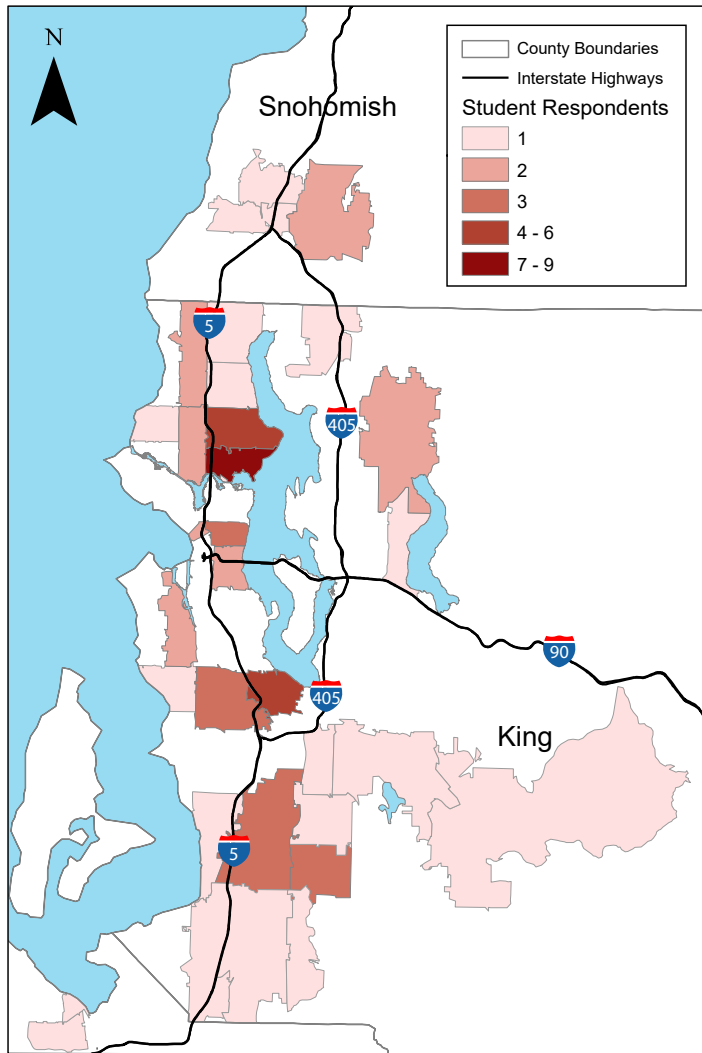 N
County Boundaries
Interstate Highways
Student Respondents
1
2
3
4 - 6
7 - 9
Snohomish
5
405
90
405
King
5